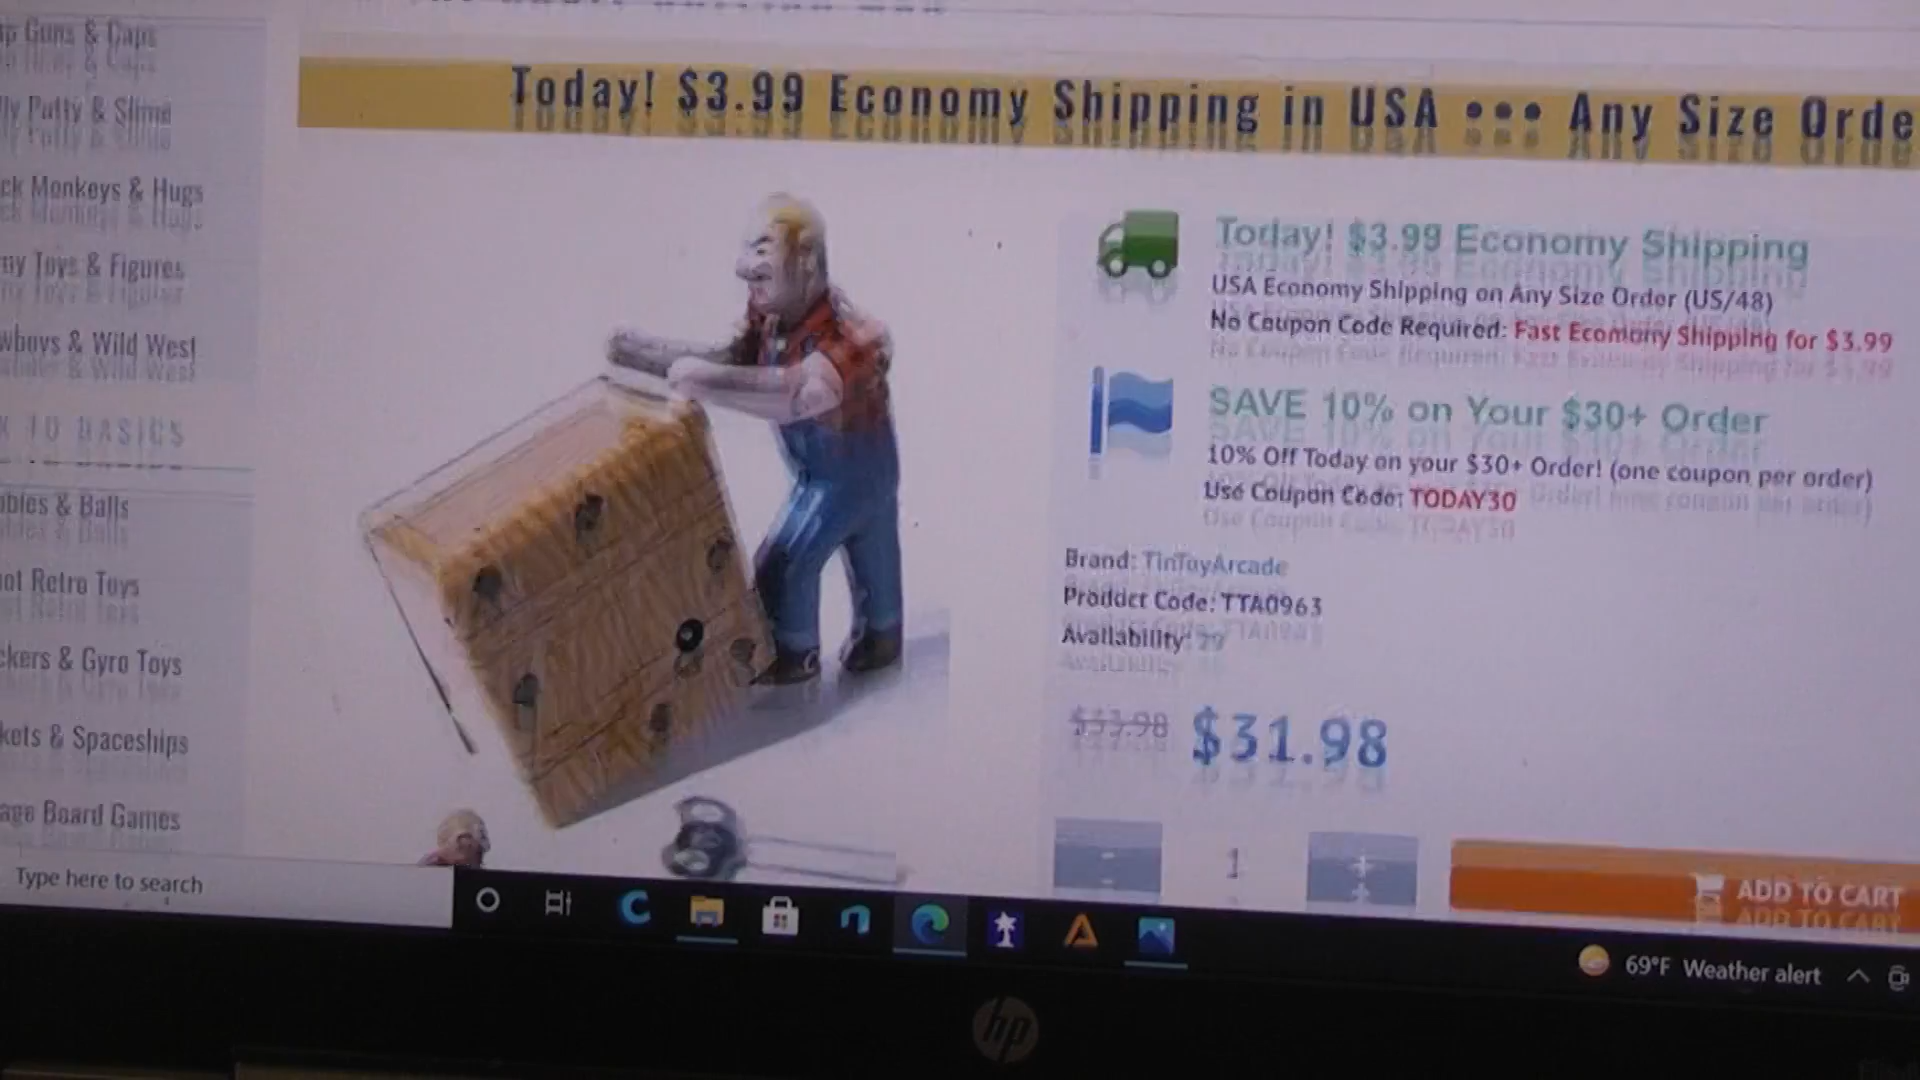 Guns & Caps
Putty & Slime
Monkeys & Hugs
Toys & Figures
& Wild West
TO BASICS
& Balls
Retro Toys
& Gyro Toys
& Spaceships
Board Games
Today! $3.99 Economy Shipping in USA ••• Any Size Orde
Today! $3.99 Economy Shipping
USA Economy Shipping on Any Size Order (US/48)
No Coupon Code Required: Fast Ecomony Shipping for $3.99
SAVE 10% on Your $30+ Order
10% Off Today on your $30+ Order! (one coupon per order)
Use Coupon Code: TODAY30
Brand: TinToyArcade
Product Code: TTA0963
Availability: 29
$33.98 $31.98
- 1 +
ADD TO CART
Type here to search
69°F Weather alert
hp